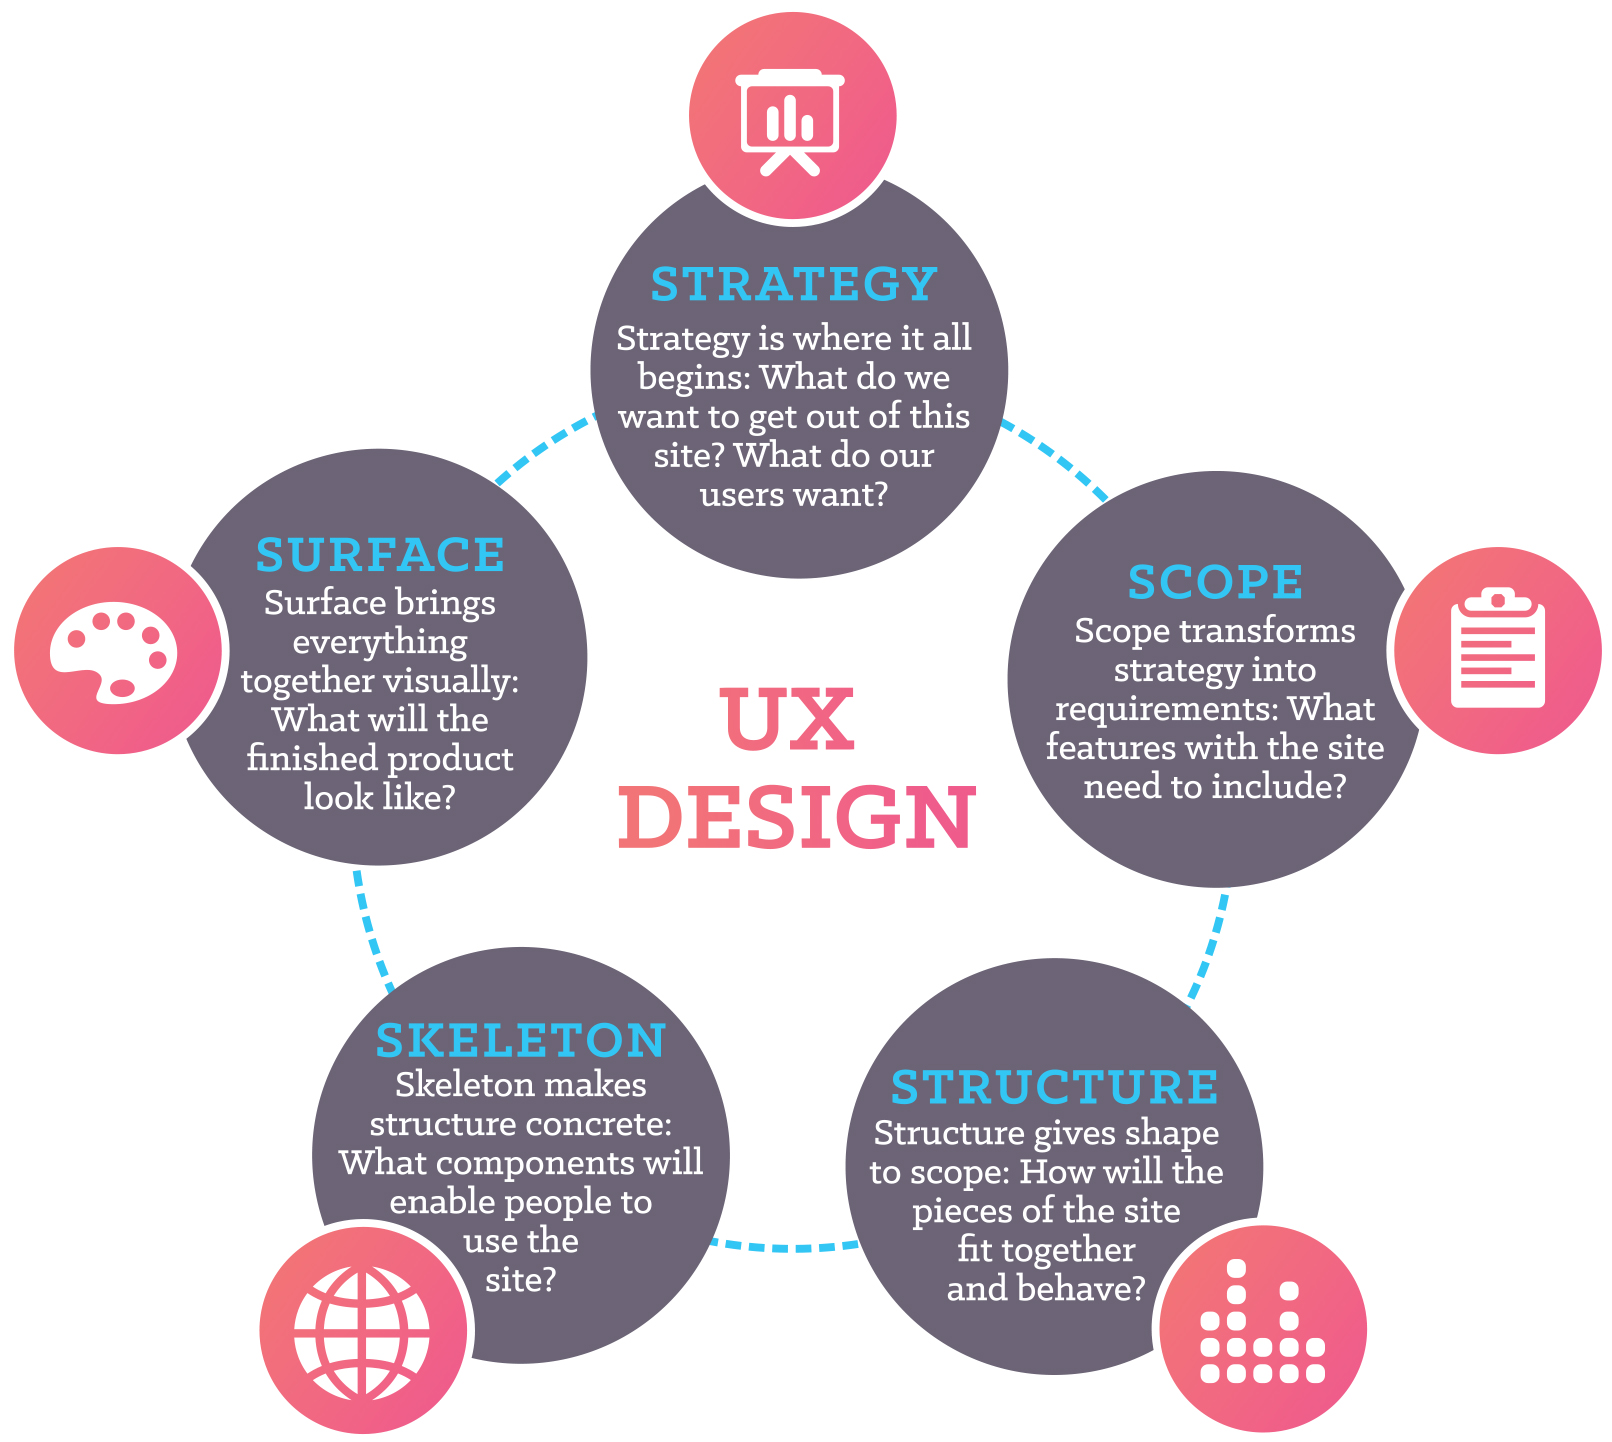 STRATEGY
Strategy is where it all
begins: What do we
want to get out of this
site? What do our
users want?
SCOPE
Scope transforms
strategy into
requirements: What
features with the site
need to include?
STRUCTURE
Structure gives shape
to scope: How will the
pieces of the site
fit together
and behave?
SKELETON
Skeleton makes
structure concrete:
What components will
enable people to
use the
site?
SURFACE
Surface brings
everything
together visually:
What will the
finished product
look like?
UX
DESIGN